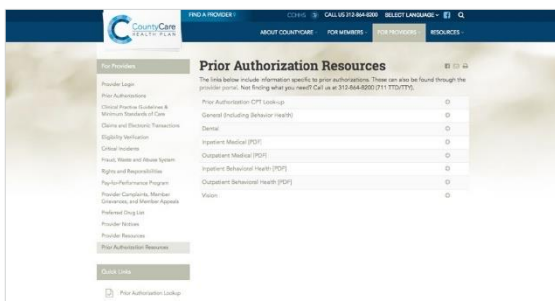 FIND A PROVIDER
CCHHS
CALL US 312-864-8200
SELECT LANGUAGE
CountyCare
HEALTH PLAN
ABOUT COUNTYCARE
FOR MEMBERS
FOR PROVIDERS
RESOURCES
For Providers
Provider Login
Prior Authorizations
Clinical Practice Guidelines &
Minimum Standards of Care
Claims and Electronic Transactions
Eligibility Verification
Critical Incidents
Fraud, Waste and Abuse System
Rights and Responsibilities
Pay-for-Performance Program
Provider Complaints, Member
Grievances, and Member Appeals
Preferred Drug List
Provider Notices
Provider Resources
Prior Authorization Resources
Quick Links
Prior Authorization Lookup
Prior Authorization Resources
The links below include information specific to prior authorizations. These can also be found through the
provider portal. Not finding what you need? Call us at 312-864-8200 (711 TTD/TTY).
Prior Authorization CPT Look-up
General (Including Behavior Health)
Dental
Inpatient Medical [PDF]
Outpatient Medical [PDF]
Inpatient Behavioral Health [PDF]
Outpatient Behavioral Health [PDF]
Vision